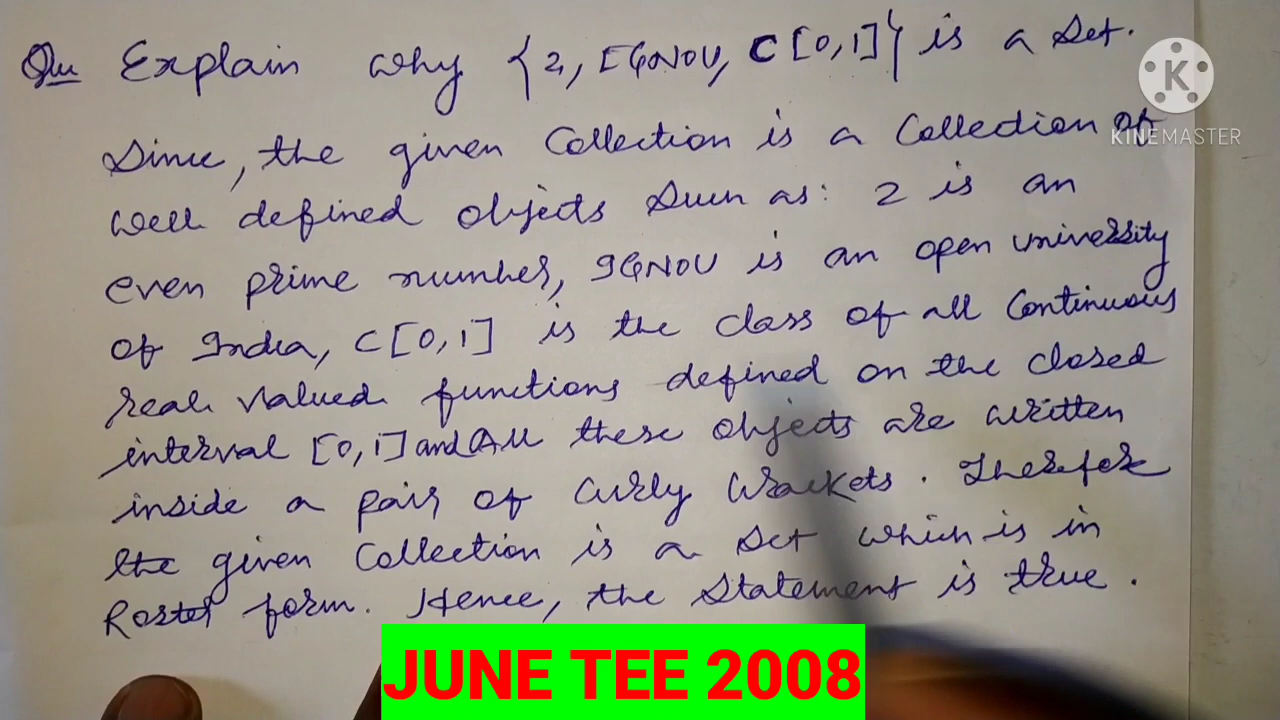 Qu Explain why {2, IGNOU, C[0,1]} is a set.
K
KINEMASTER
Since, the given Collection is a Collection of
well defined objects such as: 2 is an
even prime number, IGNOU is an open university
of India, C[0,1] is the class of all Continuous
real valued functions defined on the closed
interval [0,1] and All these objects are written
inside a pair of Curly brackets. Therefore
the given Collection is a set which is in
Roster form. Hence, the Statement is true.
JUNE TEE 2008